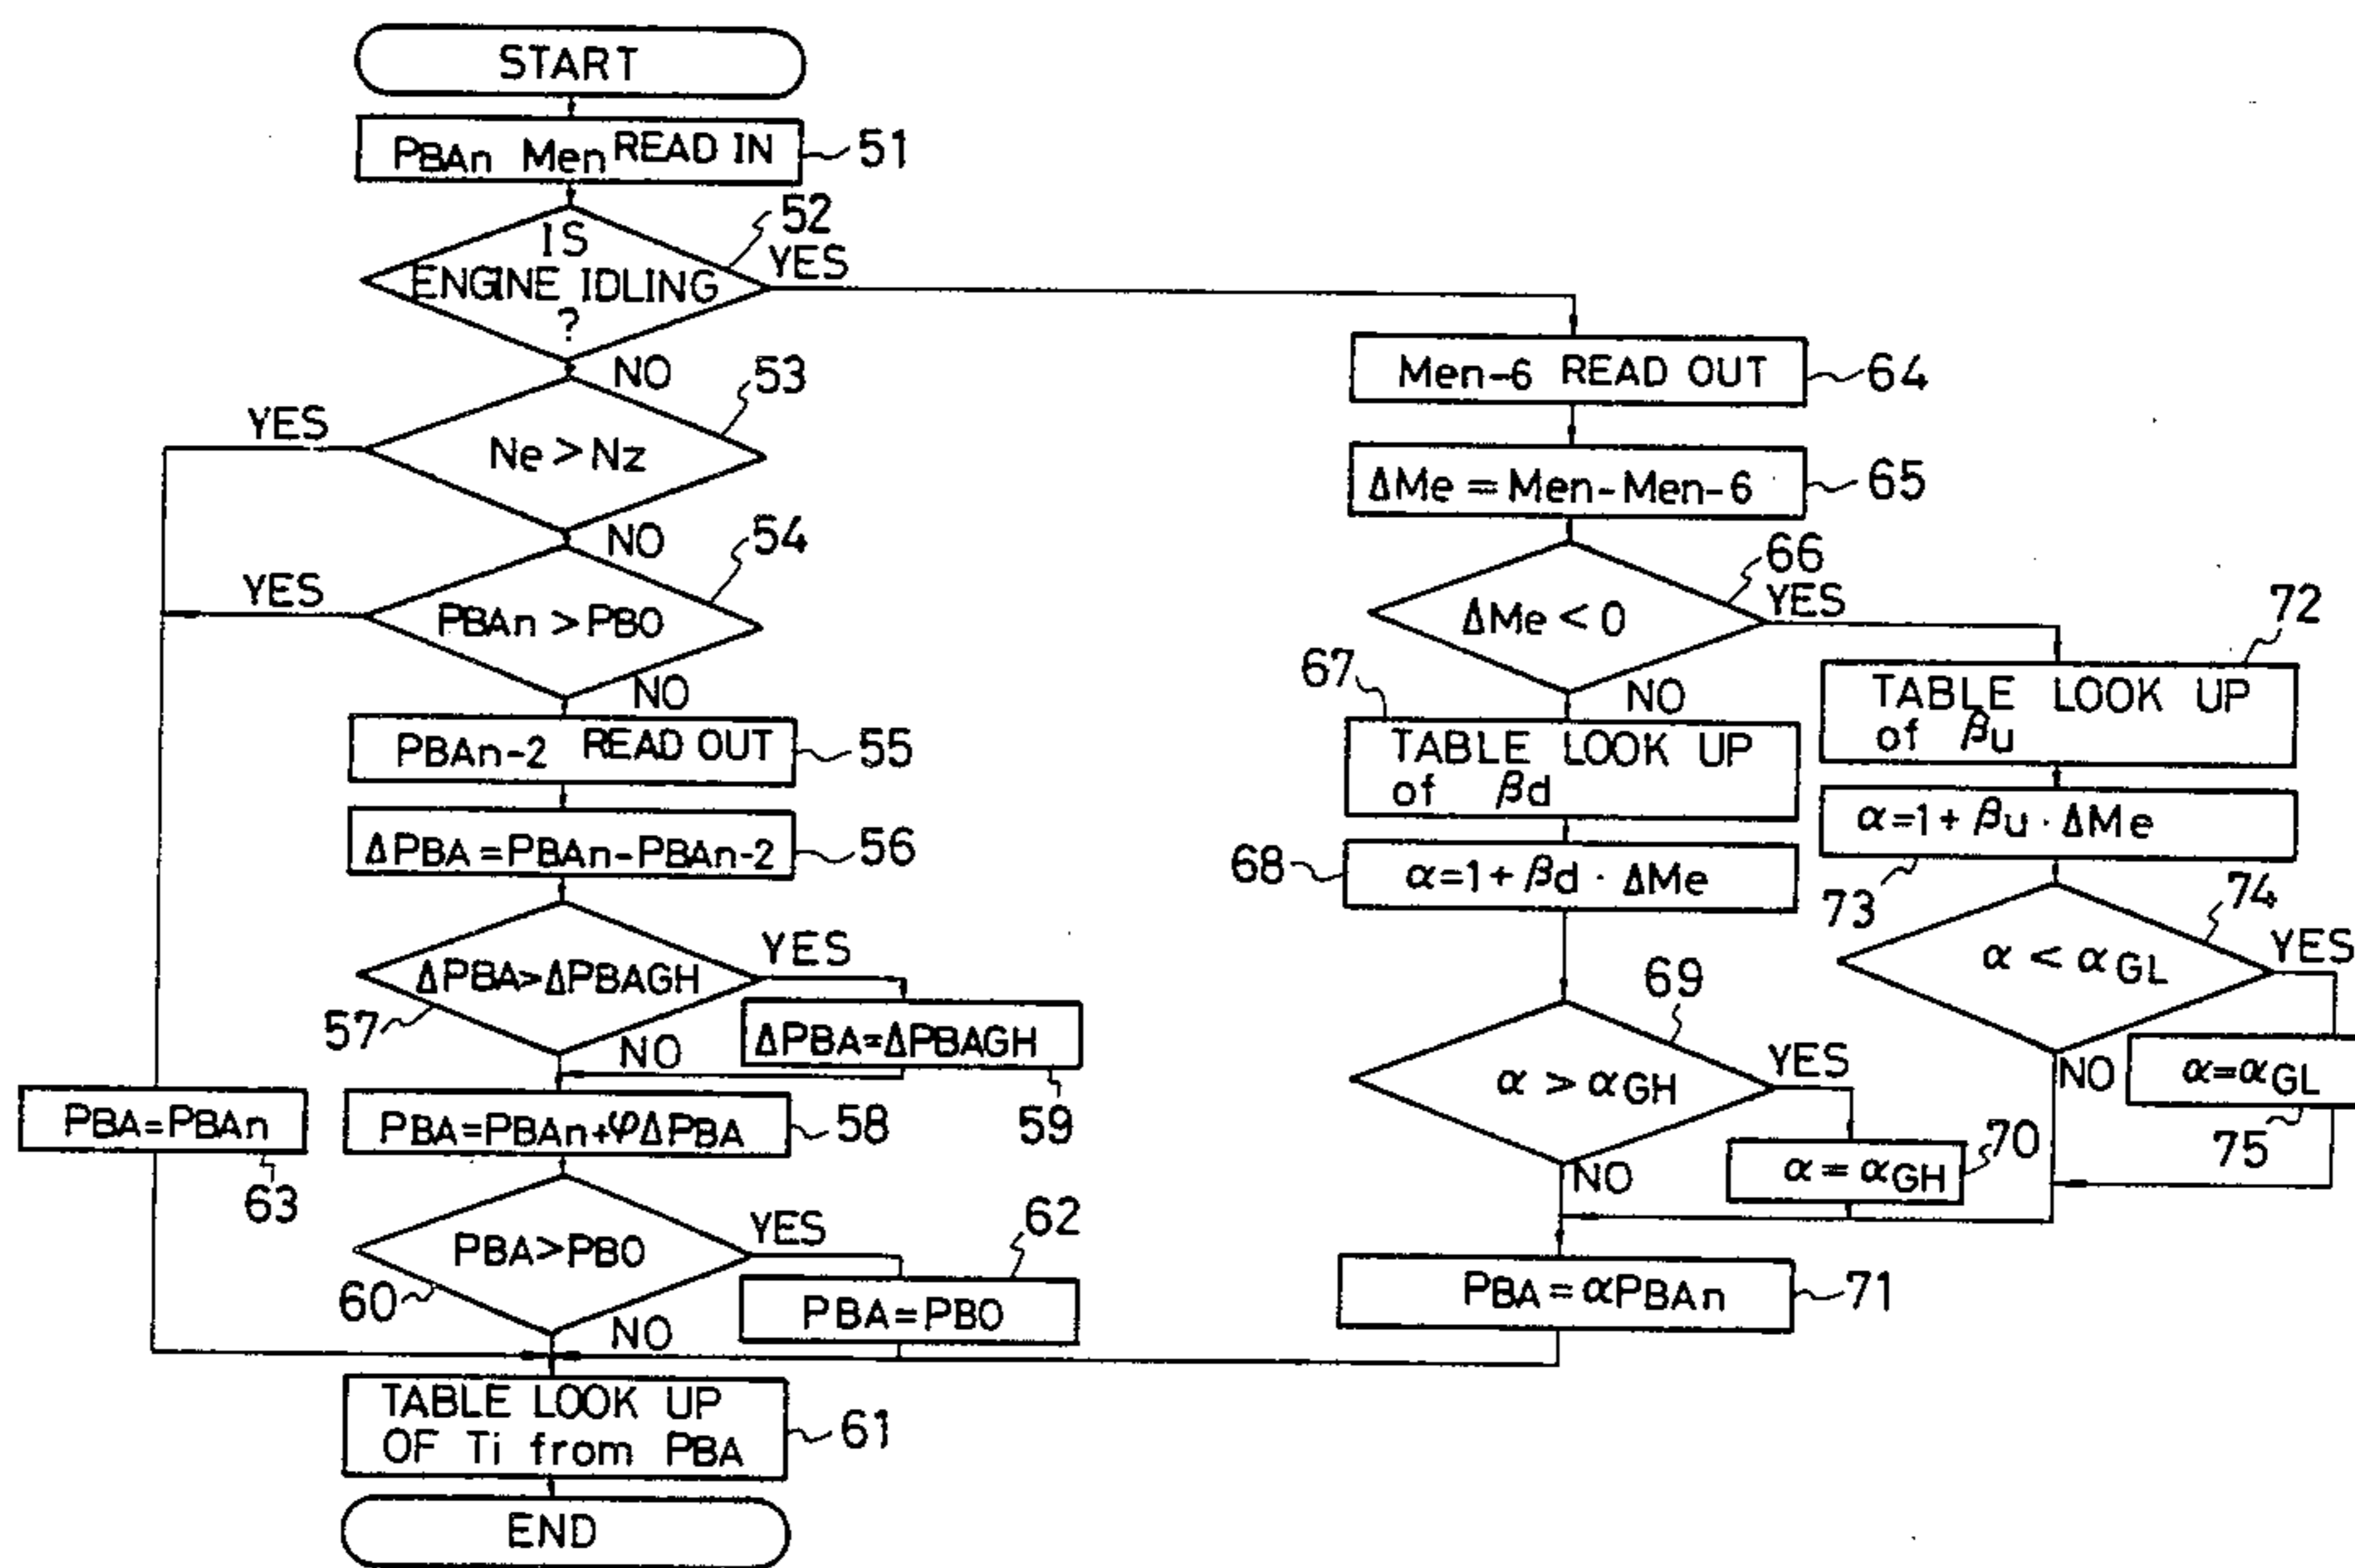 START
PBAn Men READ IN
51
IS
ENGINE IDLING
?
52
YES
NO
53
Ne > Nz
YES
NO
54
PBAn > PBO
YES
NO
PBAn-2 READ OUT
55
ΔPBA = PBAn-PBAn-2
56
ΔPBA > ΔPBAGH
57
YES
NO
ΔPBA=ΔPBAGH
59
PBA=PBAn
63
PBA=PBAn+φΔPBA
58
PBA>PBO
60
YES
NO
62
PBA=PBO
TABLE LOOK UP
OF Ti from PBA
61
END
Men-6 READ OUT
64
ΔMe = Men-Men-6
65
ΔMe < 0
66
YES
NO
67
TABLE LOOK UP
of βd
68
α=1+βd · ΔMe
69
α > αGH
YES
NO
α = αGH
70
PBA = αPBAn
71
72
TABLE LOOK UP
of βu
α=1+ βu · ΔMe
73
74
α < αGL
YES
NO
α=αGL
75